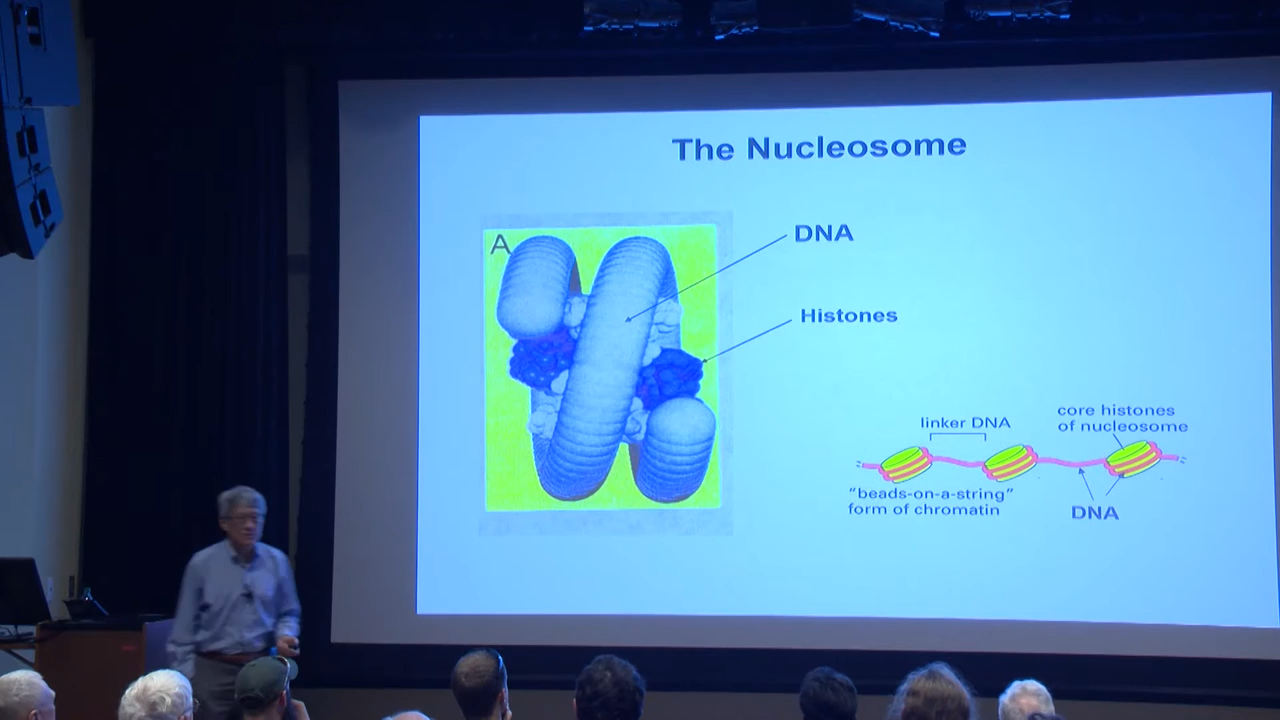 The Nucleosome
A
DNA
Histones
linker DNA
core histones
of nucleosome
"beads-on-a-string"
form of chromatin
DNA